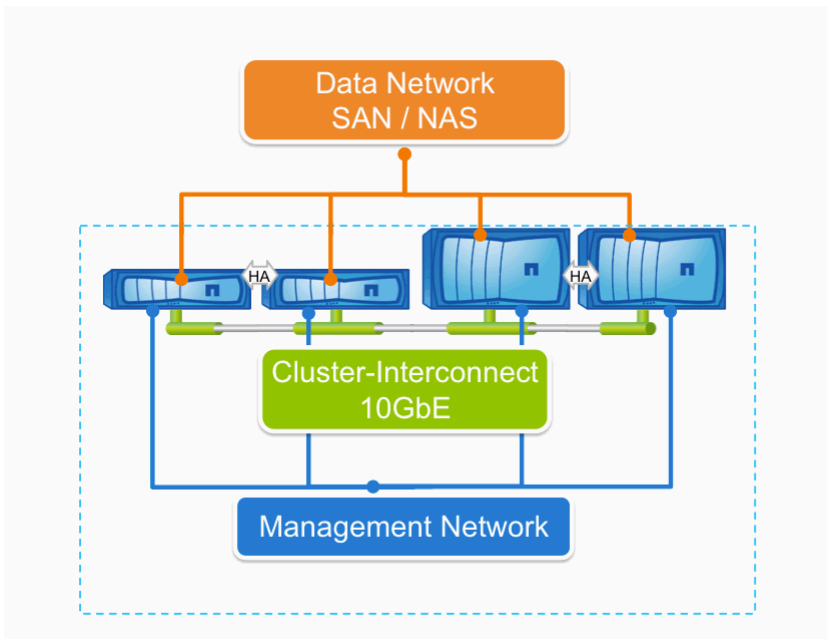 Data Network
SAN / NAS
HA
HA
Cluster-Interconnect
10GbE
Management Network